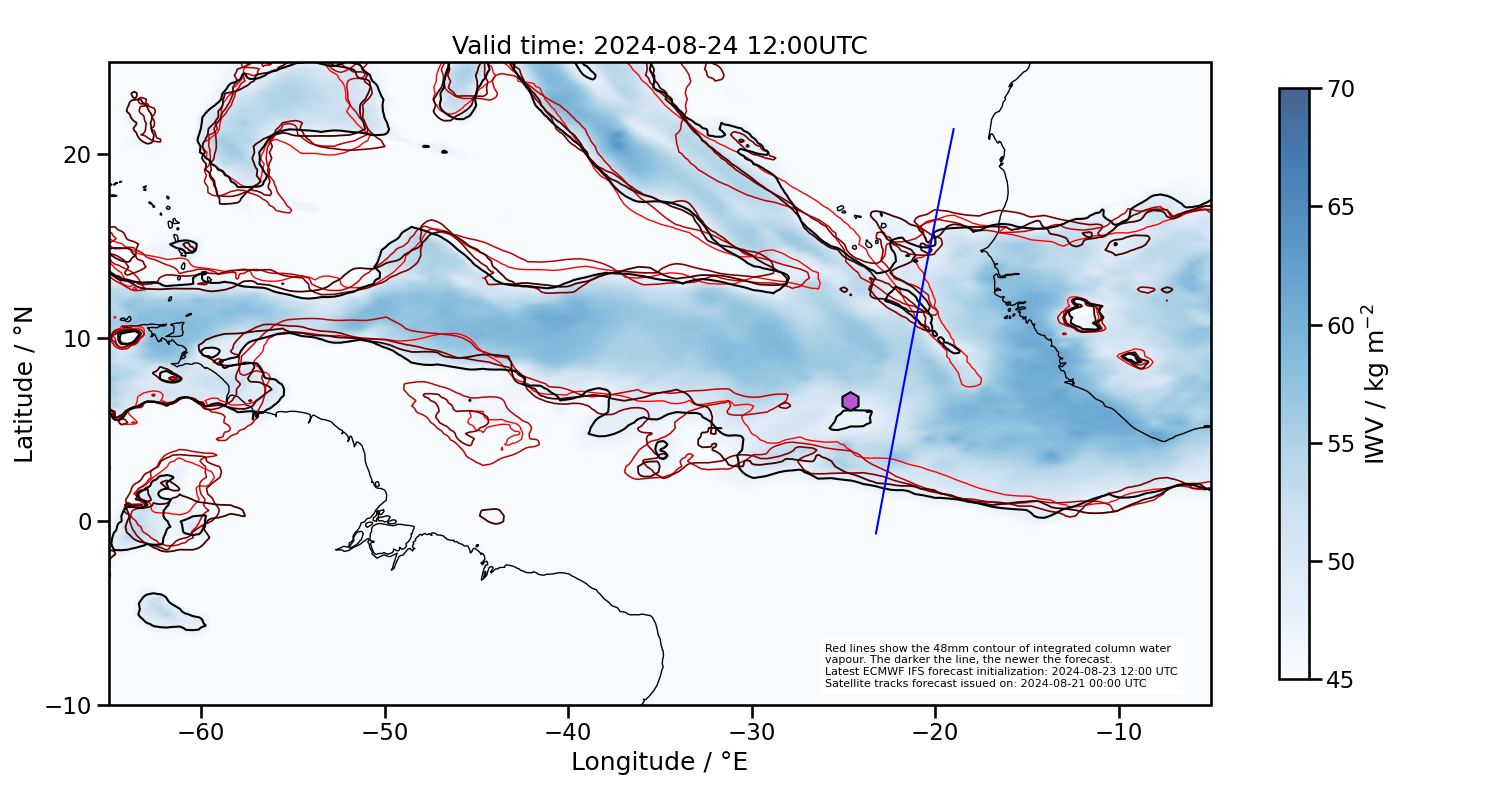 Valid time: 2024-08-24 12:00UTC
70
65
60
55
50
45
IWV / kg m⁻²
20
10
0
−10
Latitude / °N
Red lines show the 48mm contour of integrated column water
vapour. The darker the line, the newer the forecast.
Latest ECMWF IFS forecast initialization: 2024-08-23 12:00 UTC
Satellite tracks forecast issued on: 2024-08-21 00:00 UTC
−60
−50
−40
−30
−20
−10
Longitude / °E